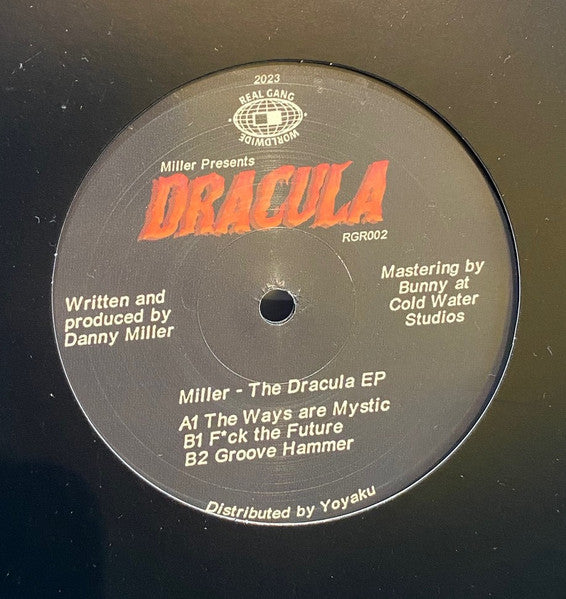 2023
REAL GANG
WORLDWIDE
Miller Presents
DRACULA
RGR002
Written and
produced by
Danny Miller
Mastering by
Bunny at
Cold Water
Studios
Miller - The Dracula EP
A1 The Ways are Mystic
B1 F*ck the Future
B2 Groove Hammer
Distributed by Yoyaku